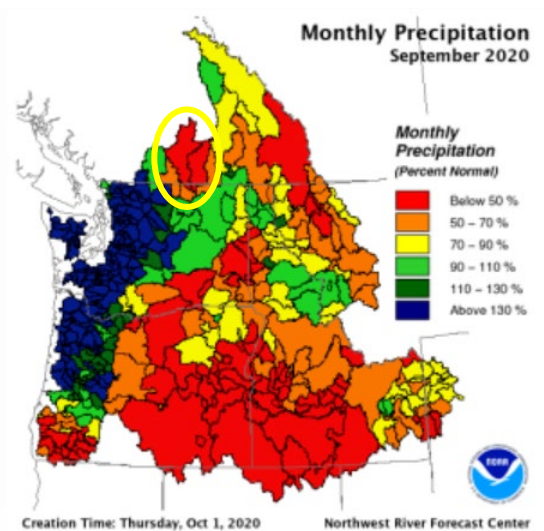 Monthly Precipitation
September 2020
Monthly
Precipitation
(Percent Normal)
Below 50 %
50 – 70 %
70 – 90 %
90 – 110 %
110 – 130 %
Above 130 %
NOAA
Creation Time: Thursday, Oct 1, 2020
Northwest River Forecast Center